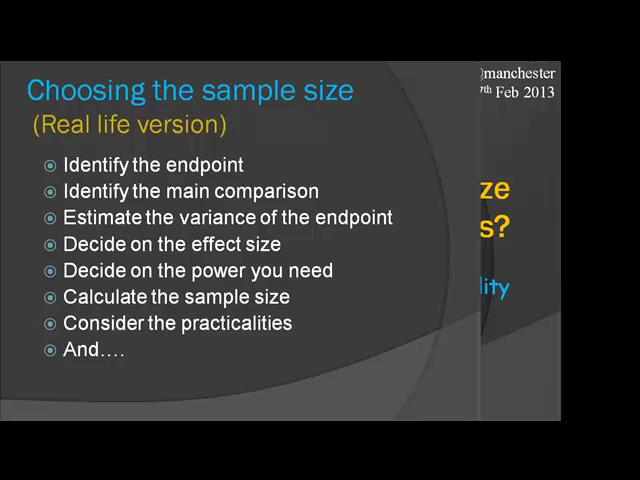 Choosing the sample size
(Real life version)
Identify the endpoint
Identify the main comparison
Estimate the variance of the endpoint
Decide on the effect size
Decide on the power you need
Calculate the sample size
Consider the practicalities
And....
manchester
7th Feb 2013
ze
s?
lity